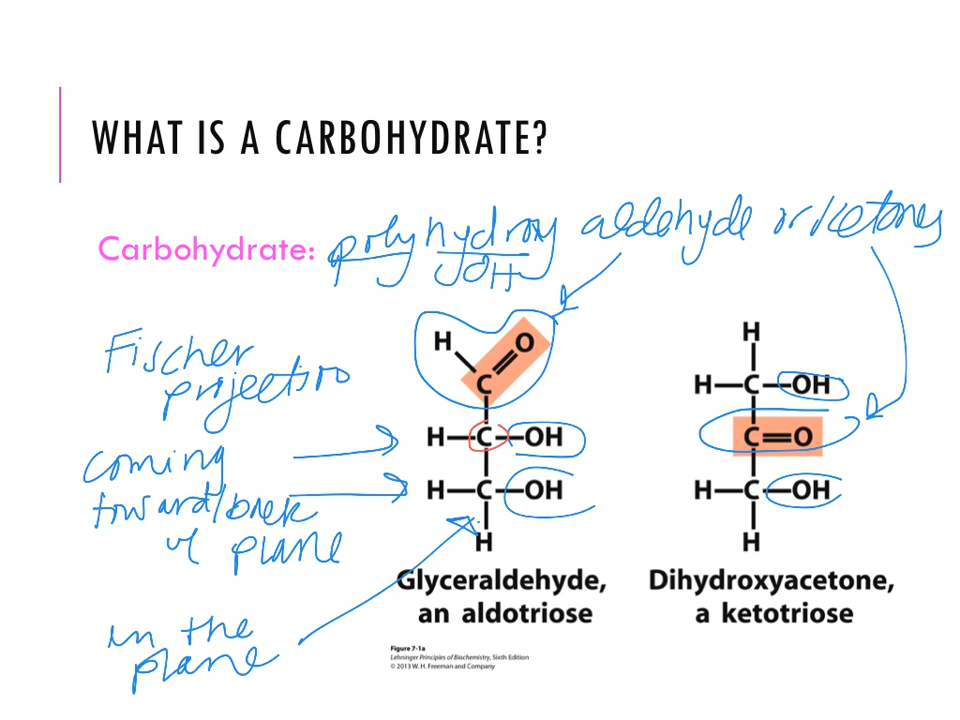 WHAT IS A CARBOHYDRATE?
Carbohydrate: polyhydroxy aldehyde or ketones
OH
Fischer
projection
coming
toward/back
of plane
in the
plane
H O
C
H—C—OH
H—C—OH
H
Glyceraldehyde,
an aldotriose
H
H—C—OH
C=O
H—C—OH
H
Dihydroxyacetone,
a ketotriose
Figure 7-1a
Lehninger Principles of Biochemistry, Sixth Edition
© 2013 W. H. Freeman and Company